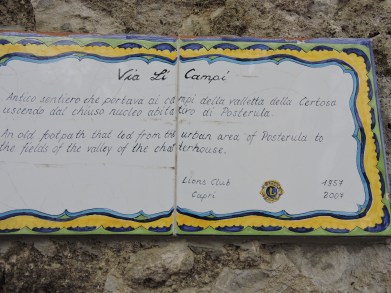 Via Li Campi
Antico sentiero che portava ai campi della valletta della Certosa
uscendo dal chiuso nucleo abitativo di Posterula.
An old footpath that led from the urban area of Posterula to
the fields of the valley of the charterhouse.
Lions Club 1957
Capri 2007